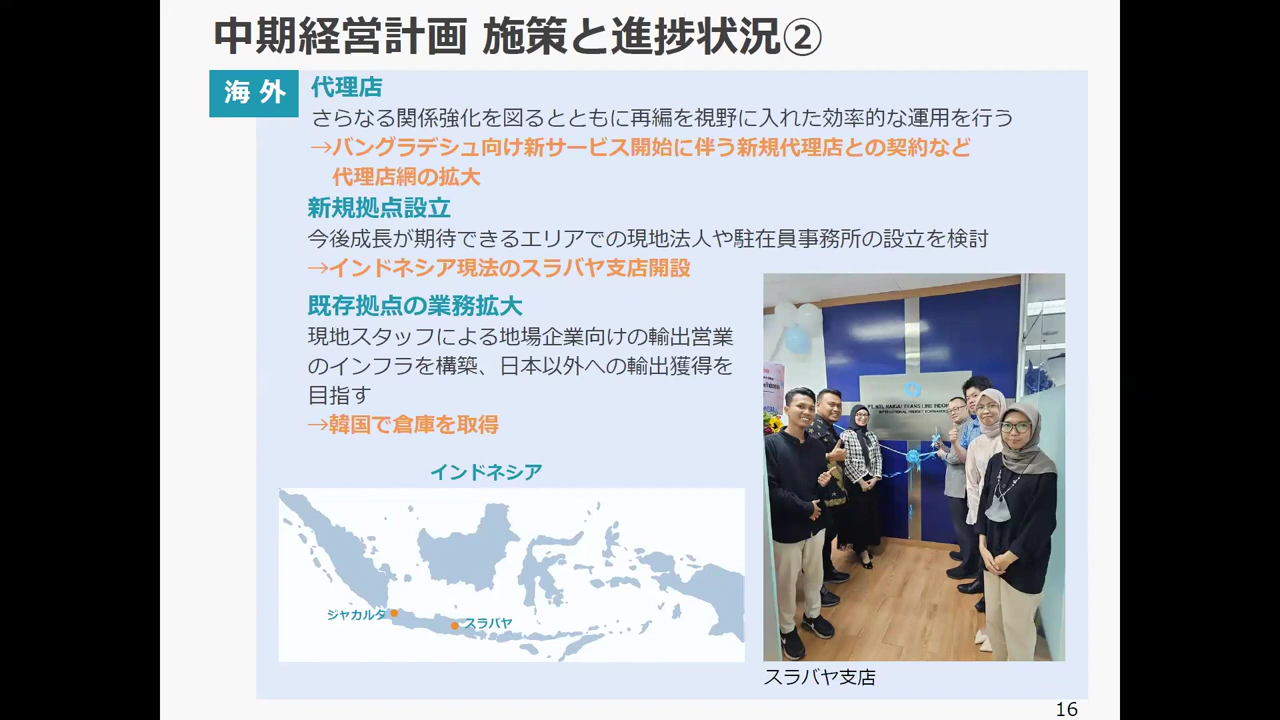 中期経営計画 施策と進捗状況②
海 外
代理店
さらなる関係強化を図るとともに再編を視野に入れた効率的な運用を行う
→バングラデシュ向け新サービス開始に伴う新規代理店との契約など
代理店網の拡大
新規拠点設立
今後成長が期待できるエリアでの現地法人や駐在員事務所の設立を検討
→インドネシア現法のスラバヤ支店開設
既存拠点の業務拡大
現地スタッフによる地場企業向けの輸出営業
のインフラを構築、日本以外への輸出獲得を
目指す
→韓国で倉庫を取得
インドネシア
ジャカルタ
スラバヤ
INTERNATIONAL FREIGHT FORWARDERS
スラバヤ支店
16